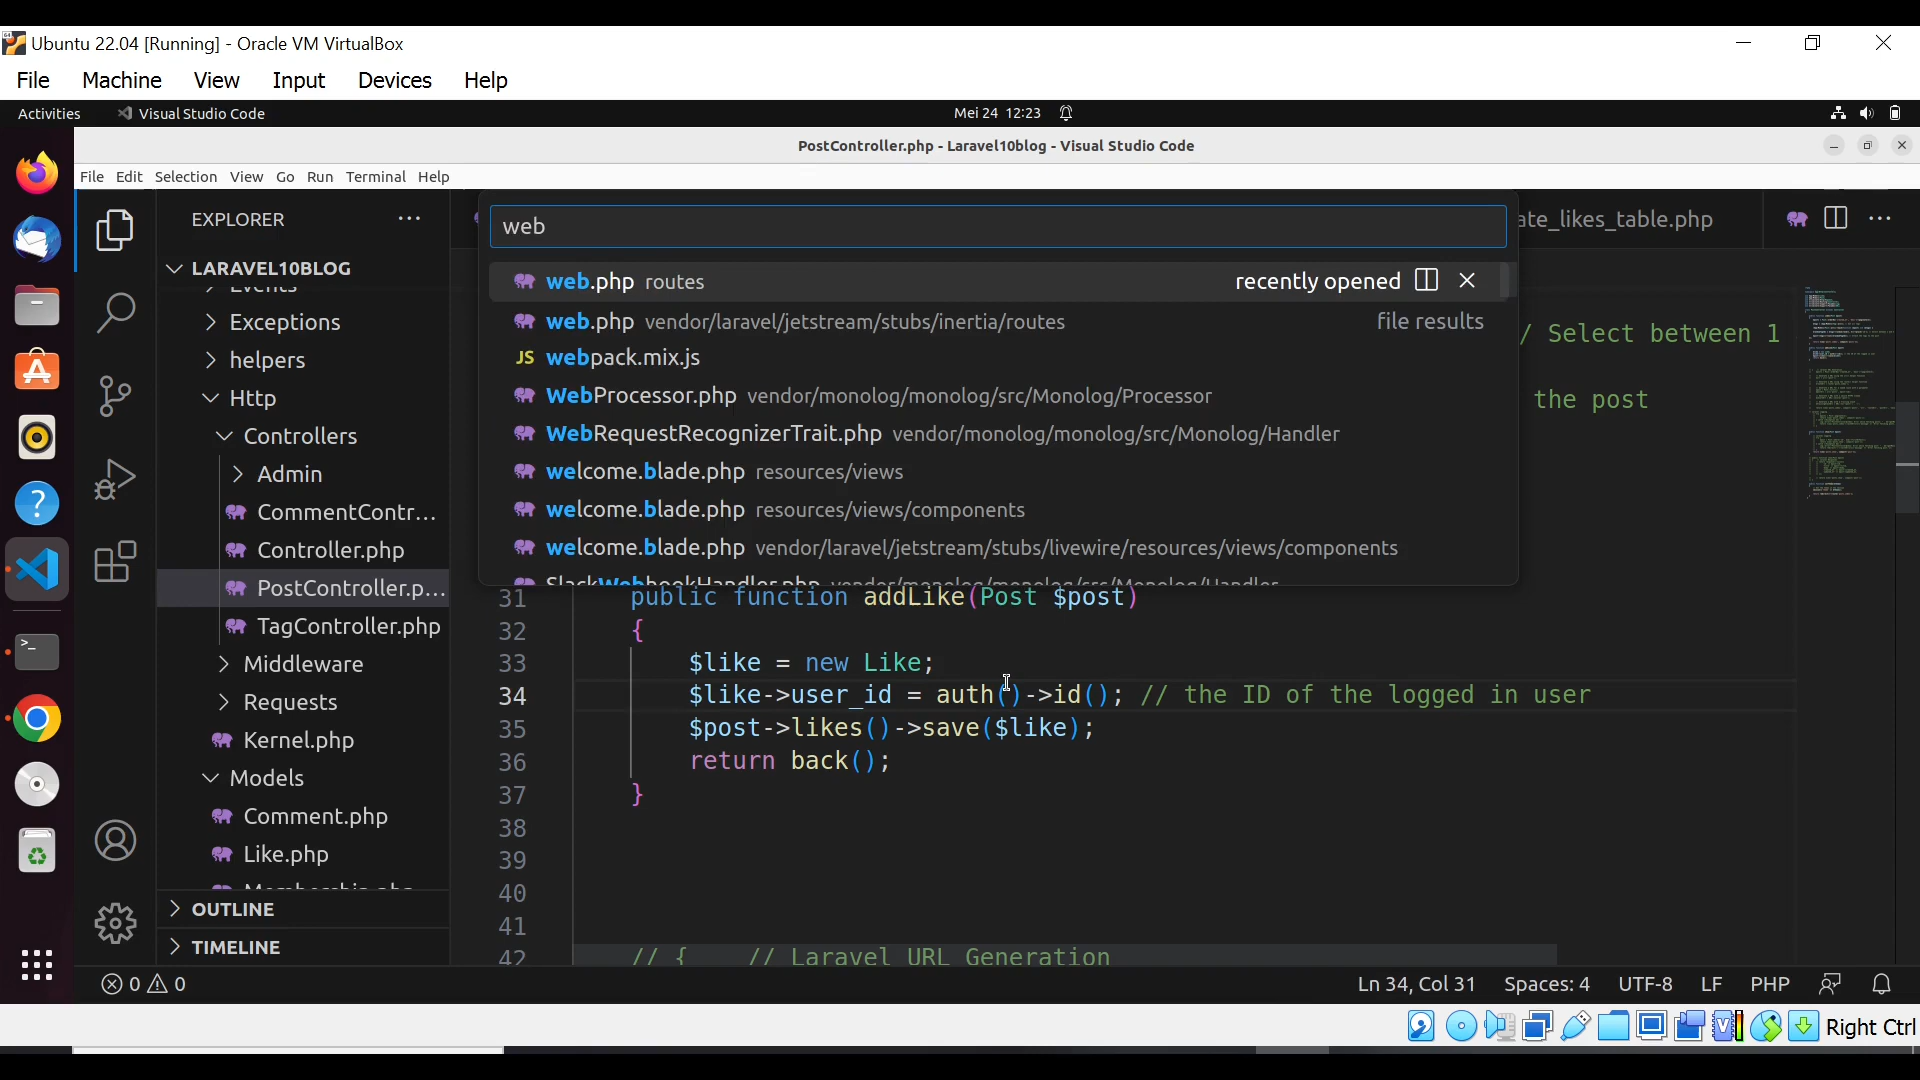 Ubuntu 22.04 [Running] - Oracle VM VirtualBox
File Machine View Input Devices Help
Activities Visual Studio Code Mei 24 12:23
PostController.php - Laravel10blog - Visual Studio Code
File Edit Selection View Go Run Terminal Help
EXPLORER
LARAVEL10BLOG
Exceptions
helpers
Http
Controllers
Admin
CommentContr...
Controller.php
PostController.p...
TagController.php
Middleware
Requests
Kernel.php
Models
Comment.php
Like.php
OUTLINE
TIMELINE
web
ate_likes_table.php
web.php routes recently opened
web.php vendor/laravel/jetstream/stubs/inertia/routes file results
JS webpack.mix.js
WebProcessor.php vendor/monolog/monolog/src/Monolog/Processor
WebRequestRecognizerTrait.php vendor/monolog/monolog/src/Monolog/Handler
welcome.blade.php resources/views
welcome.blade.php resources/views/components
welcome.blade.php vendor/laravel/jetstream/stubs/livewire/resources/views/components
SlackWebhookHandler.php vendor/monolog/monolog/src/Monolog/Handler
/ Select between 1
the post
31 public function addLike(Post $post)
32 {
33 $like = new Like;
34 $like->user_id = auth()->id(); // the ID of the logged in user
35 $post->likes()->save($like);
36 return back();
37 }
38
39
40
41
42 // { // Laravel URL Generation
0 0 Ln 34, Col 31 Spaces: 4 UTF-8 LF PHP
Right Ctrl